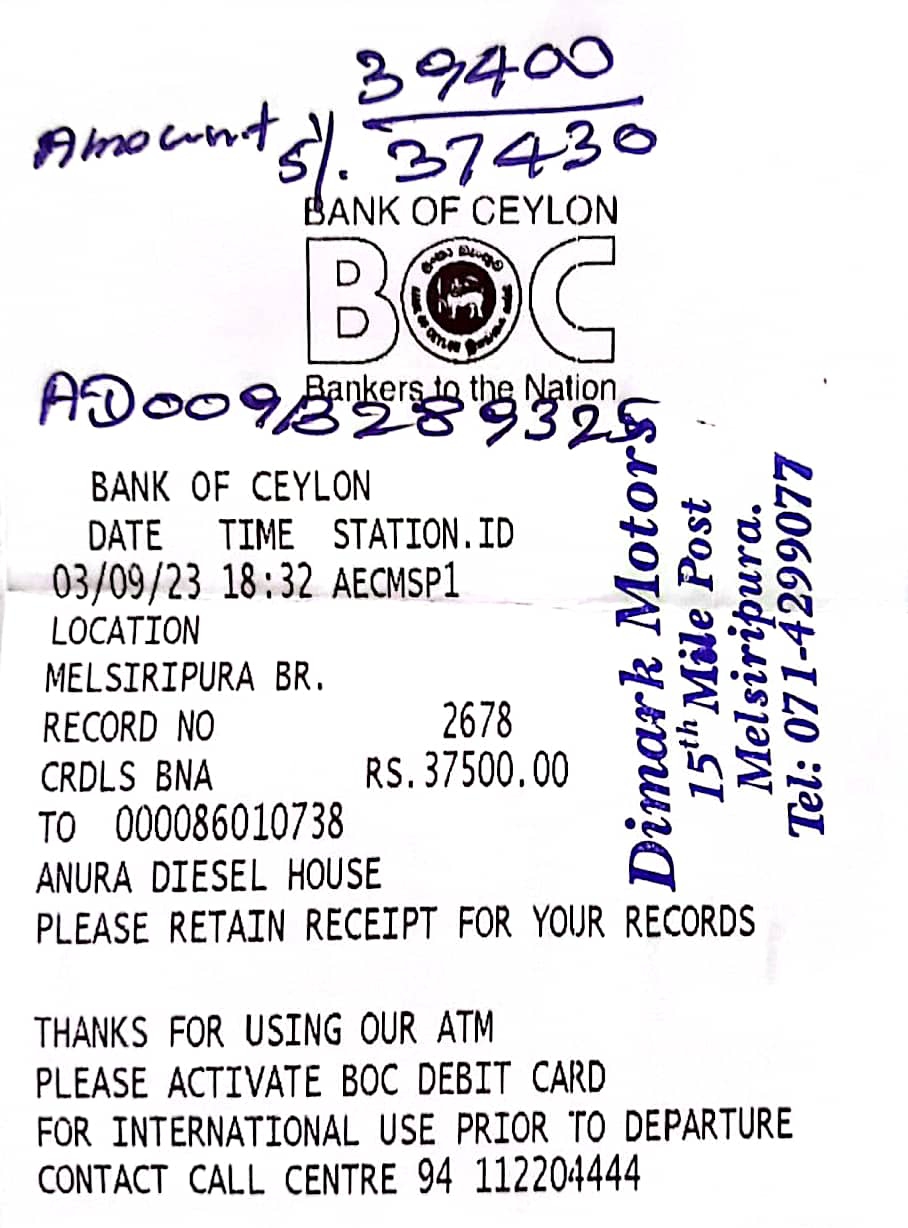 39400
Amount 5%. 37430
BANK OF CEYLON
BOC
Bankers to the Nation
AD009B289325
BANK OF CEYLON
DATE TIME STATION.ID
03/09/23 18:32 AECMSP1
LOCATION
MELSIRIPURA BR.
RECORD NO 2678
CRDLS BNA RS.37500.00
TO 000086010738
ANURA DIESEL HOUSE
PLEASE RETAIN RECEIPT FOR YOUR RECORDS
THANKS FOR USING OUR ATM
PLEASE ACTIVATE BOC DEBIT CARD
FOR INTERNATIONAL USE PRIOR TO DEPARTURE
CONTACT CALL CENTRE 94 112204444
Dimark Motors
15th Mile Post
Melsiripura.
Tel: 071-4299077